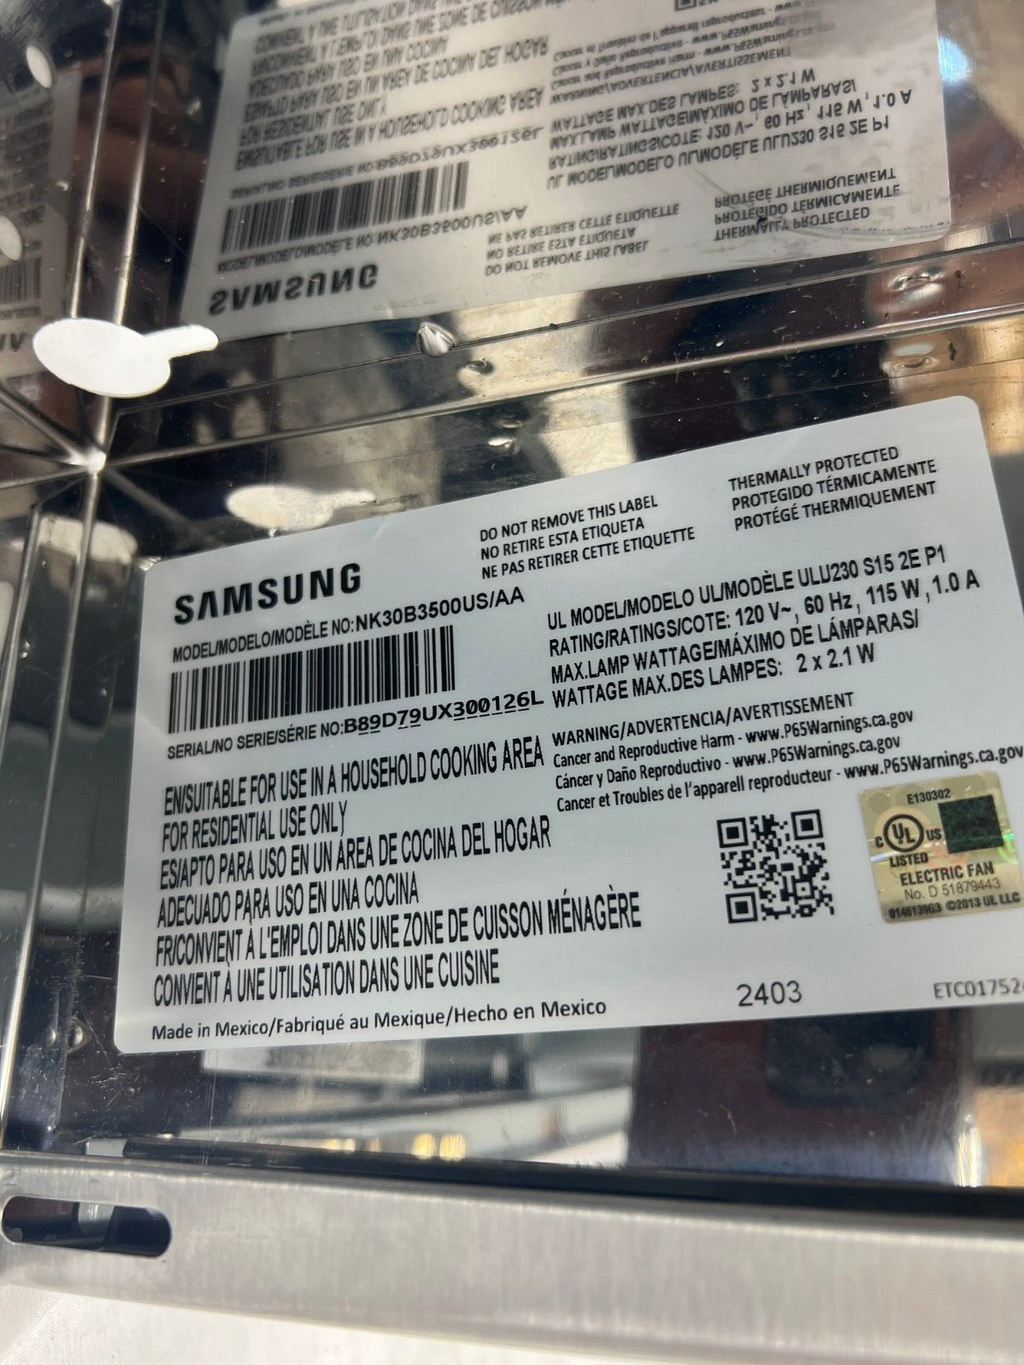 SAMSUNG
MODEL/MODELO/MODÈLE NO:NK30B3500US/AA
SERIAL/NO SERIE/SÉRIE NO:B89D79UX300126L
EN/SUITABLE FOR USE IN A HOUSEHOLD COOKING AREA
FOR RESIDENTIAL USE ONLY
ES/APTO PARA USO EN UN ÁREA DE COCINA DEL HOGAR
ADECUADO PARA USO EN UNA COCINA
FR/CONVIENT À L'EMPLOI DANS UNE ZONE DE CUISSON MÉNAGÈRE
CONVIENT À UNE UTILISATION DANS UNE CUISINE
Made in Mexico/Fabriqué au Mexique/Hecho en Mexico
DO NOT REMOVE THIS LABEL
NO RETIRE ESTA ETIQUETA
NE PAS RETIRER CETTE ETIQUETTE
THERMALLY PROTECTED
PROTEGIDO TÉRMICAMENTE
PROTÉGÉ THERMIQUEMENT
UL MODEL/MODELO UL/MODÈLE ULU230 S15 2E P1
RATING/RATINGS/COTE: 120 V~, 60 Hz, 115 W, 1.0 A
MAX.LAMP WATTAGE/MÁXIMO DE LÁMPARAS/
WATTAGE MAX.DES LAMPES: 2 x 2.1 W
WARNING/ADVERTENCIA/AVERTISSEMENT
Cancer and Reproductive Harm - www.P65Warnings.ca.gov
Cáncer y Daño Reproductivo - www.P65Warnings.ca.gov
Cancer et Troubles de l'appareil reproducteur - www.P65Warnings.ca.gov
E130302
C UL US
LISTED
ELECTRIC FAN
No. D 51879443
©2013 UL LLC
2403
ETC01752